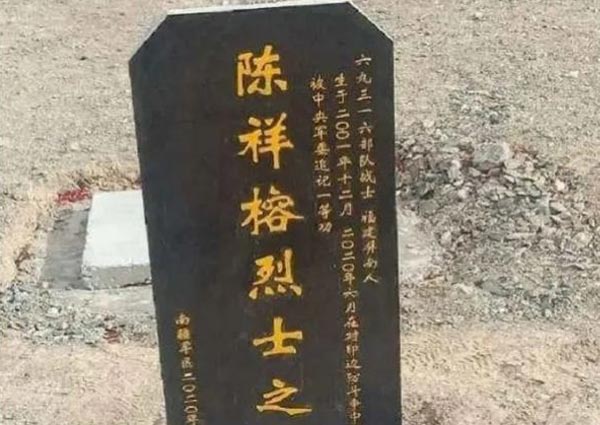 六九三一六部队战士 福建屏南人
生于二〇〇一年十二月 二〇二〇年六月在对印边防斗争中
被中央军委追记一等功
陈祥榕烈士之
南疆军区二〇二〇年